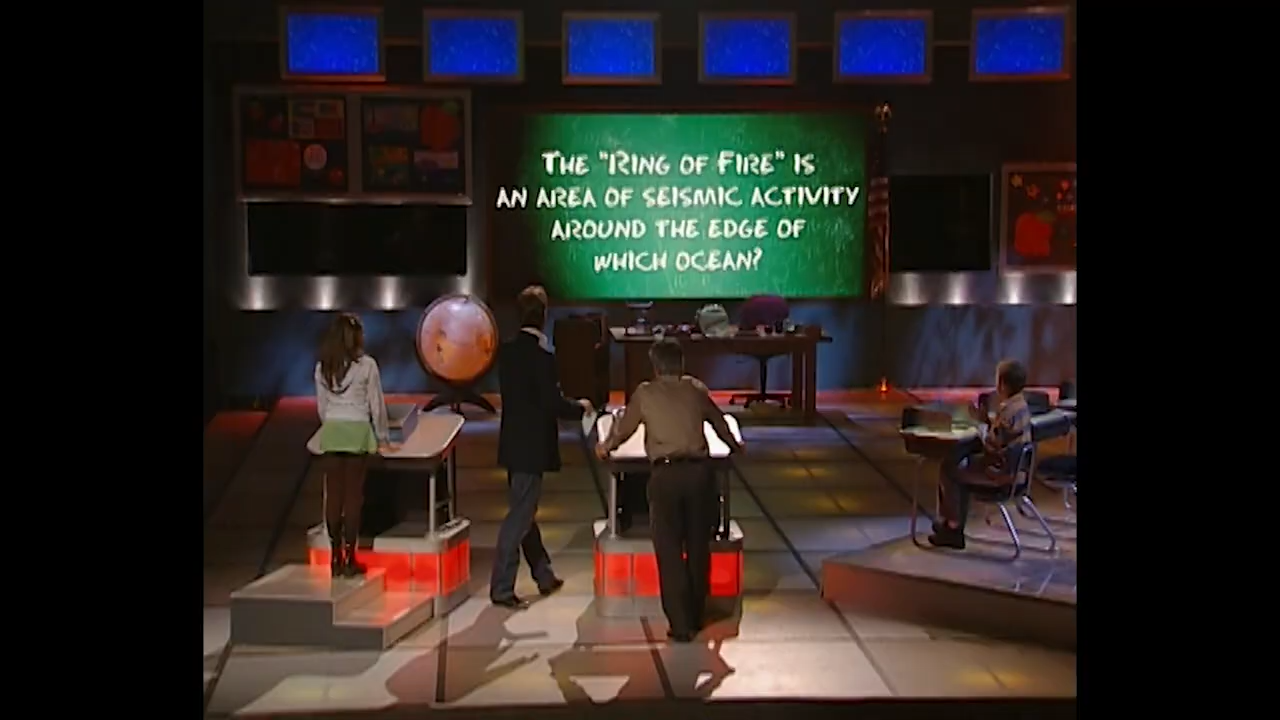 THE "RING OF FIRE" IS
AN AREA OF SEISMIC ACTIVITY
AROUND THE EDGE OF
WHICH OCEAN?